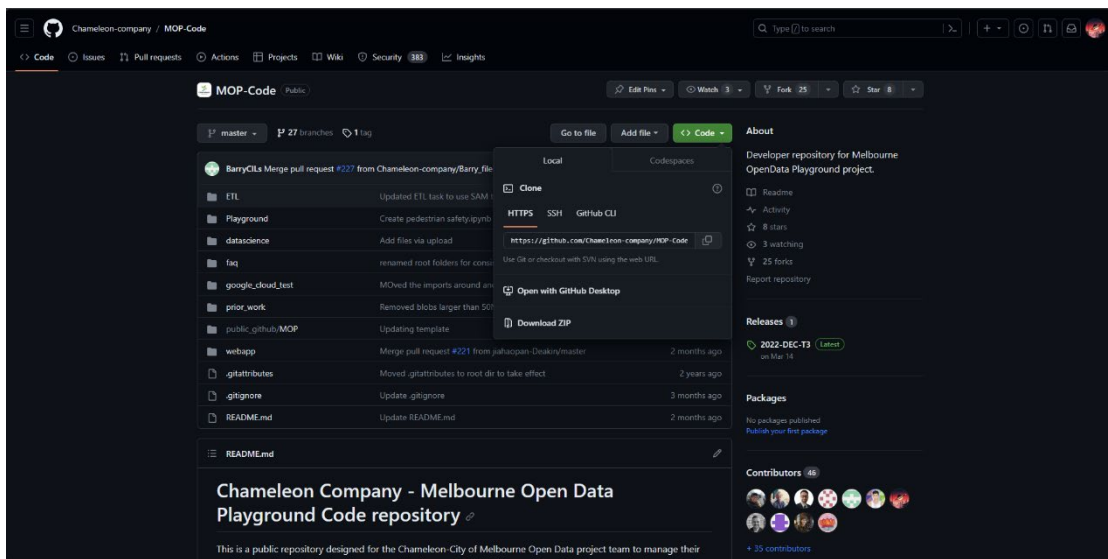 Chameleon-company / MOP-Code
Type / to search
Code Issues Pull requests Actions Projects Wiki Security 383 Insights
MOP-Code Public
Edit Pins Watch 3 Fork 25 Star 8
master 27 branches 1 tag
Go to file Add file Code
BarryCILs Merge pull request #227 from Chameleon-company/Barry_file
ETL Updated ETL task to use SAM
Playground Create pedestrian safety.ipynb
datascience Add files via upload
faq renamed root folders for
google_cloud_test MOved the imports around
prior_work Removed blobs larger than
public_github/MOP Updating template
webapp Merge pull request #221 from jiahaopan-Deakin/master 2 months ago
.gitattributes Moved .gitattributes to root dir to take effect 2 years ago
.gitignore Update .gitignore 3 months ago
README.md Update README.md 2 months ago
Local Codespaces
Clone
HTTPS SSH GitHub CLI
https://github.com/Chameleon-company/MOP-Code
Use Git or checkout with SVN using the web URL.
Open with GitHub Desktop
Download ZIP
README.md
Chameleon Company - Melbourne Open Data
Playground Code repository
This is a public repository designed for the Chameleon-City of Melbourne Open Data project team to manage their
About
Developer repository for Melbourne
OpenData Playground project.
Readme
Activity
8 stars
3 watching
25 forks
Report repository
Releases 1
2022-DEC-T3 Latest
on Mar 14
Packages
No packages published
Publish your first package
Contributors 46
+ 35 contributors